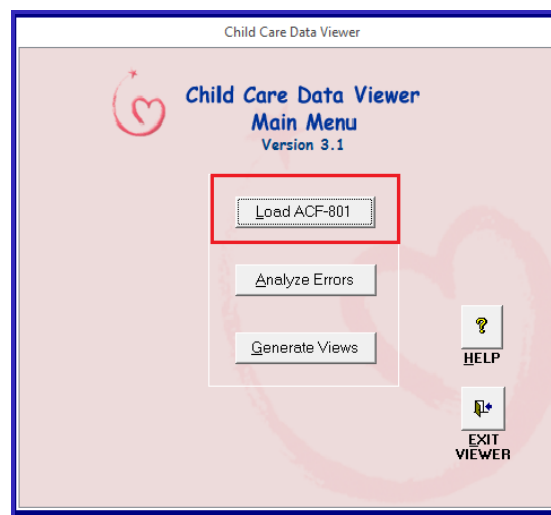 Child Care Data Viewer
Child Care Data Viewer
Main Menu
Version 3.1
Load ACF-801
Analyze Errors
Generate Views
HELP
EXIT
VIEWER